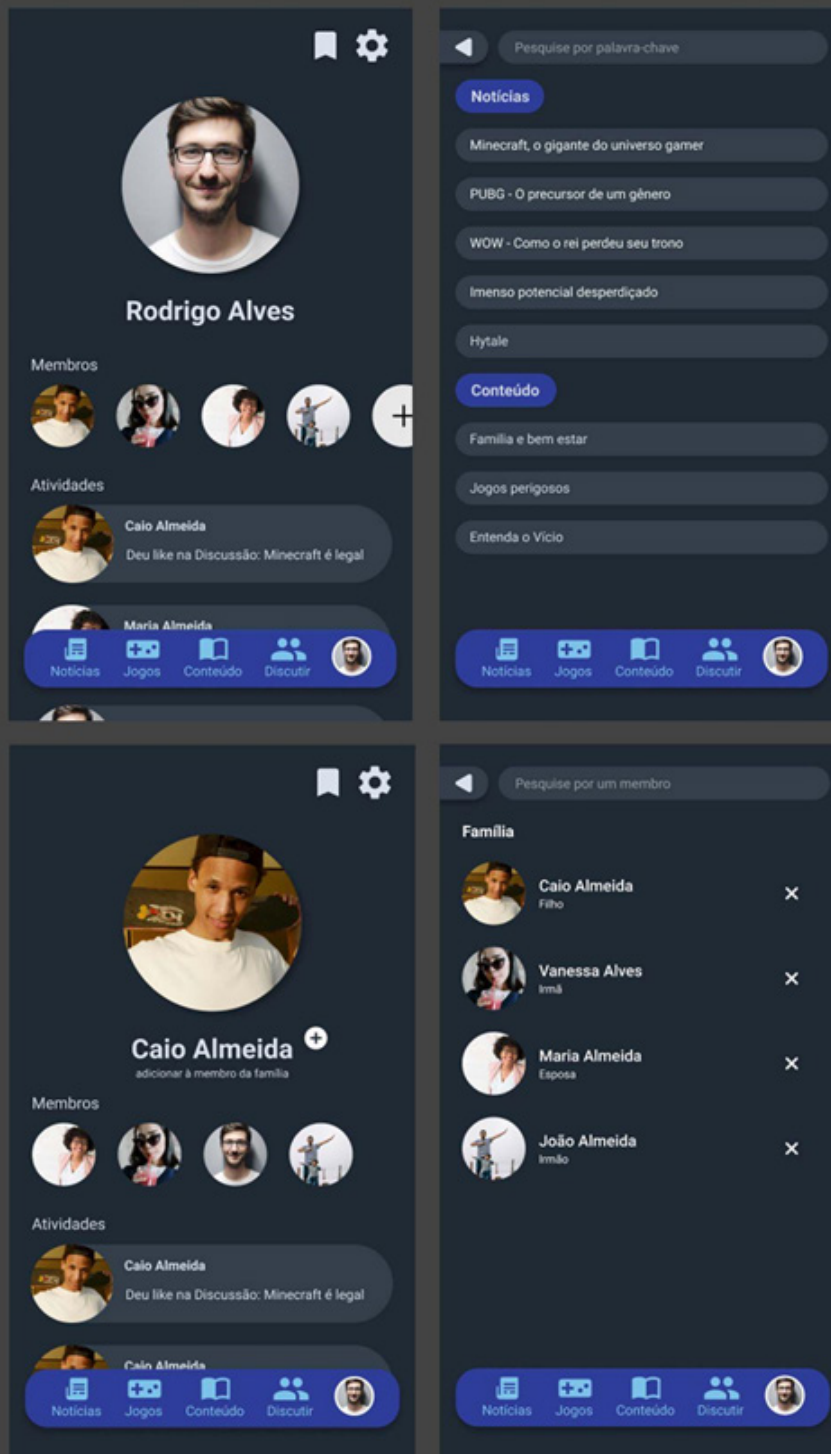 Rodrigo Alves
Membros
Atividades
Caio Almeida
Deu like na Discussão: Minecraft é legal
Maria Almeida
Notícias
Jogos
Conteúdo
Discutir
Pesquise por palavra-chave
Notícias
Minecraft, o gigante do universo gamer
PUBG - O precursor de um gênero
WOW - Como o rei perdeu seu trono
Imenso potencial desperdiçado
Hytale
Conteúdo
Familia e bem estar
Jogos perigosos
Entenda o Vício
Notícias
Jogos
Conteúdo
Discutir
Caio Almeida
adicionar à membro da família
Membros
Atividades
Caio Almeida
Deu like na Discussão: Minecraft é legal
Caio Almeida
Notícias
Jogos
Conteúdo
Discutir
Pesquise por um membro
Família
Caio Almeida
Filho
Vanessa Alves
Irmã
Maria Almeida
Esposa
João Almeida
Irmão
Notícias
Jogos
Conteúdo
Discutir